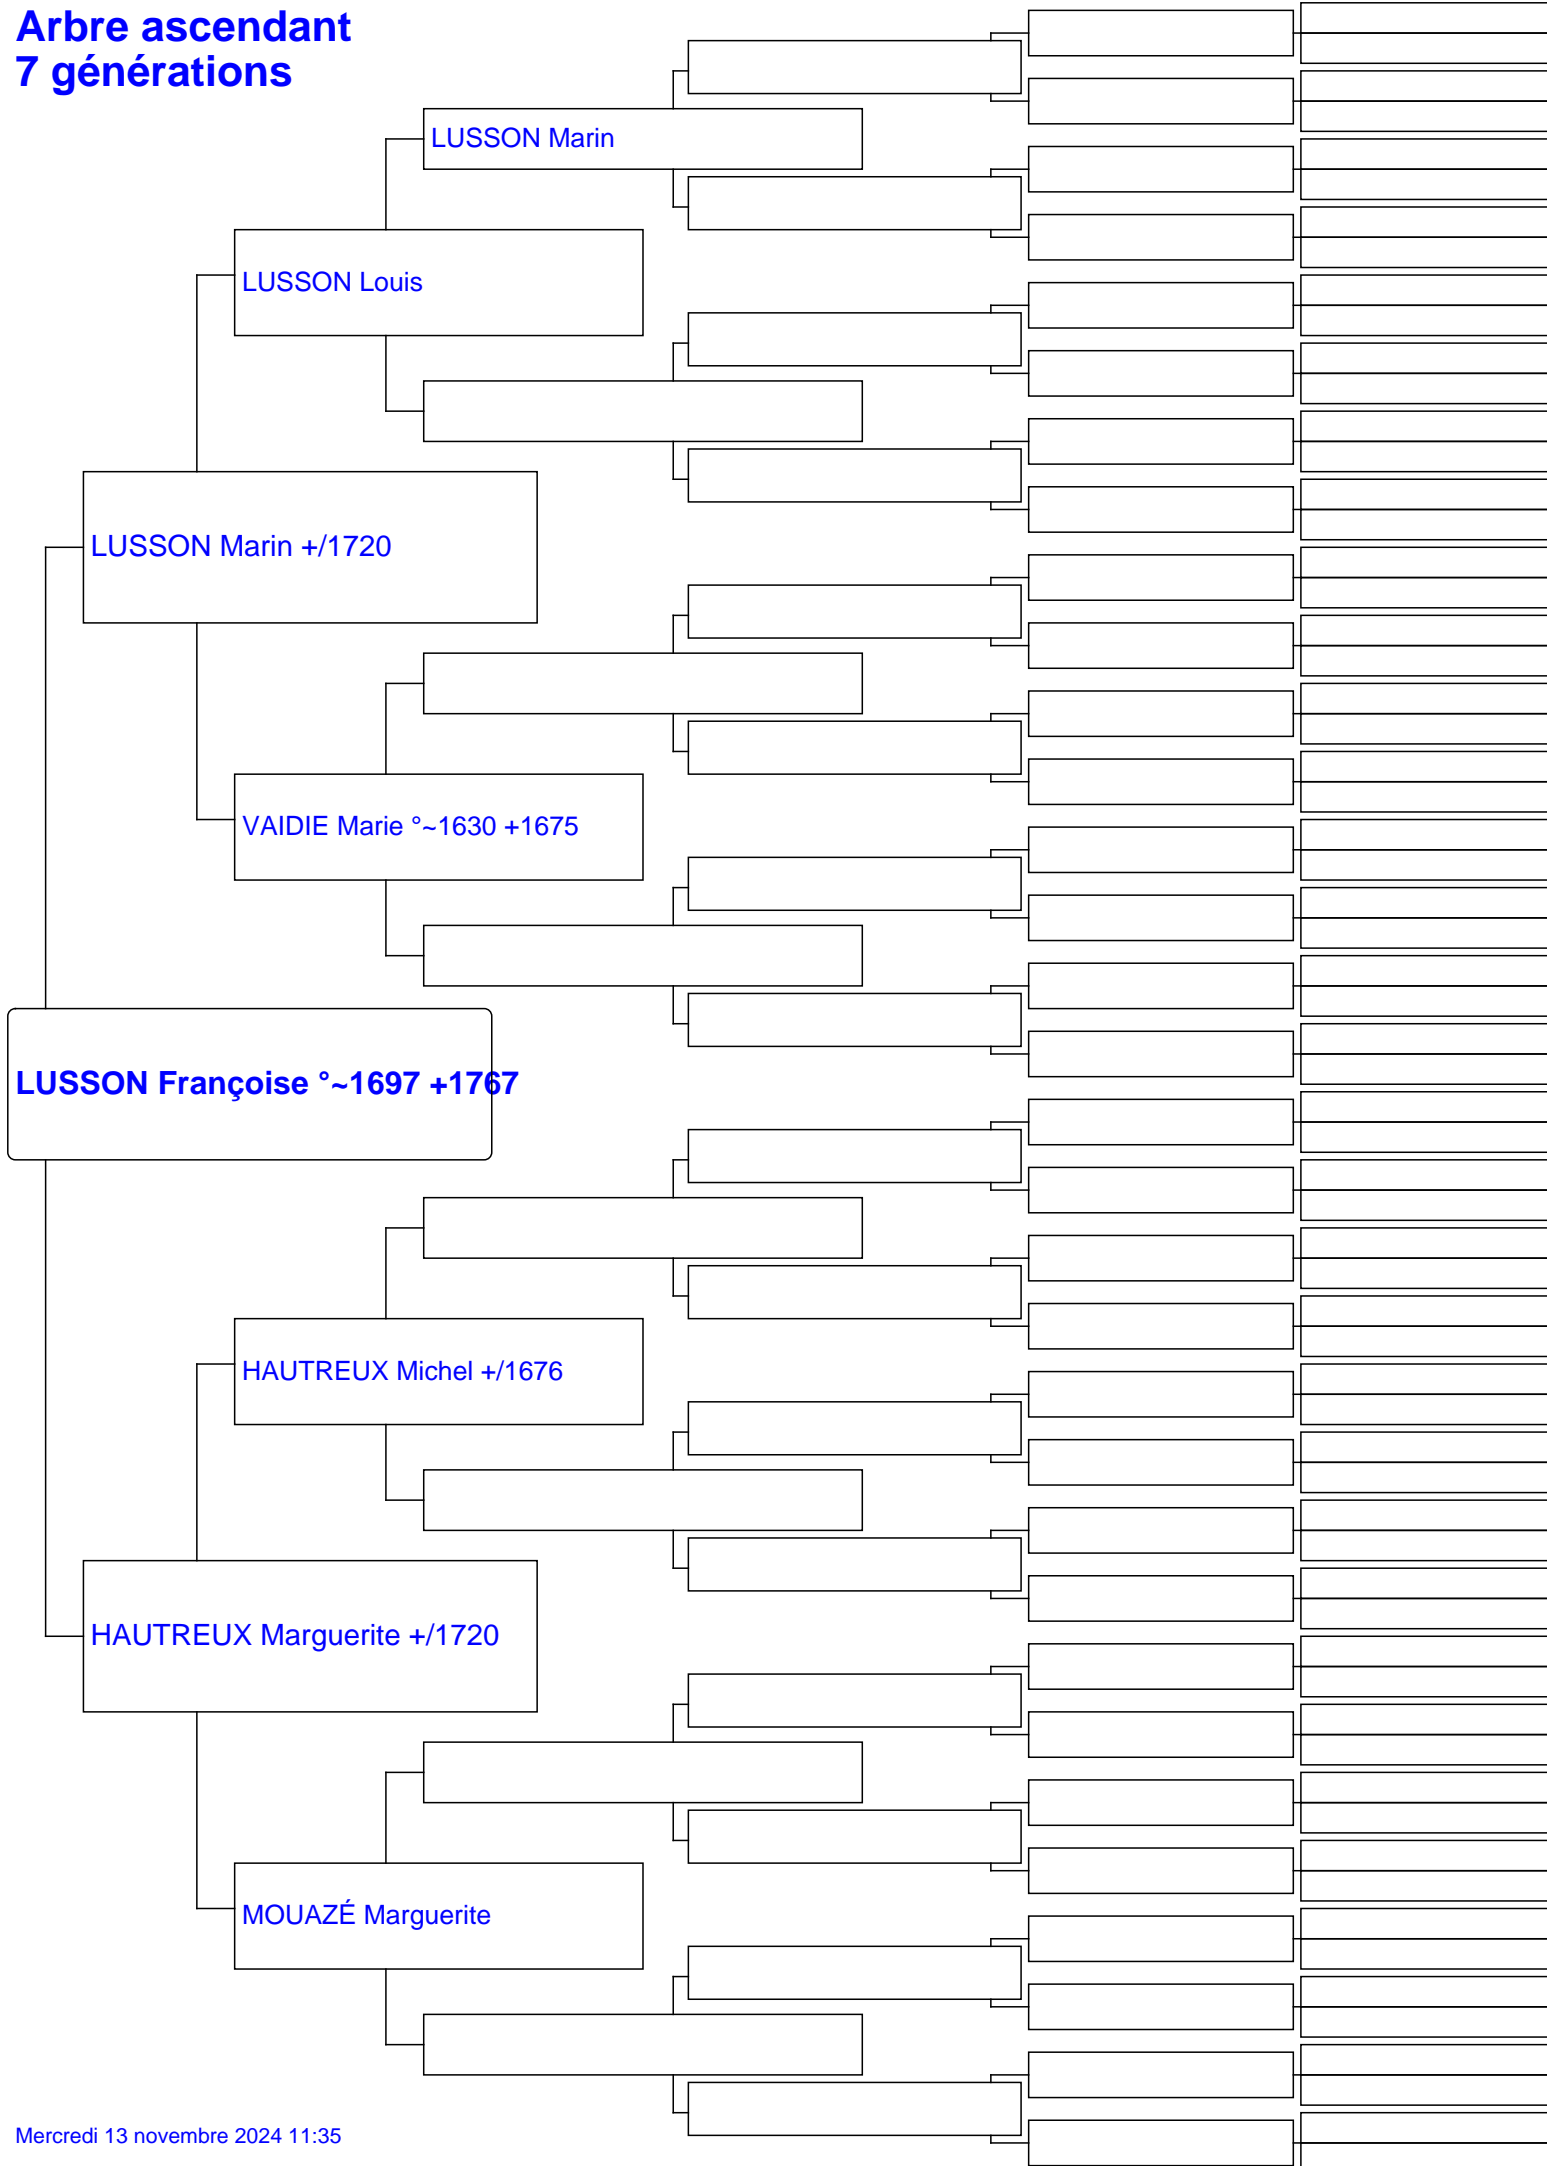 Arbre ascendant
7 générations
LUSSON Marin
LUSSON Louis
LUSSON Marin +/1720
VAIDIE Marie °~1630 +1675
LUSSON Françoise °~1697 +1767
HAUTREUX Michel +/1676
HAUTREUX Marguerite +/1720
MOUAZÉ Marguerite
Mercredi 13 novembre 2024 11:35